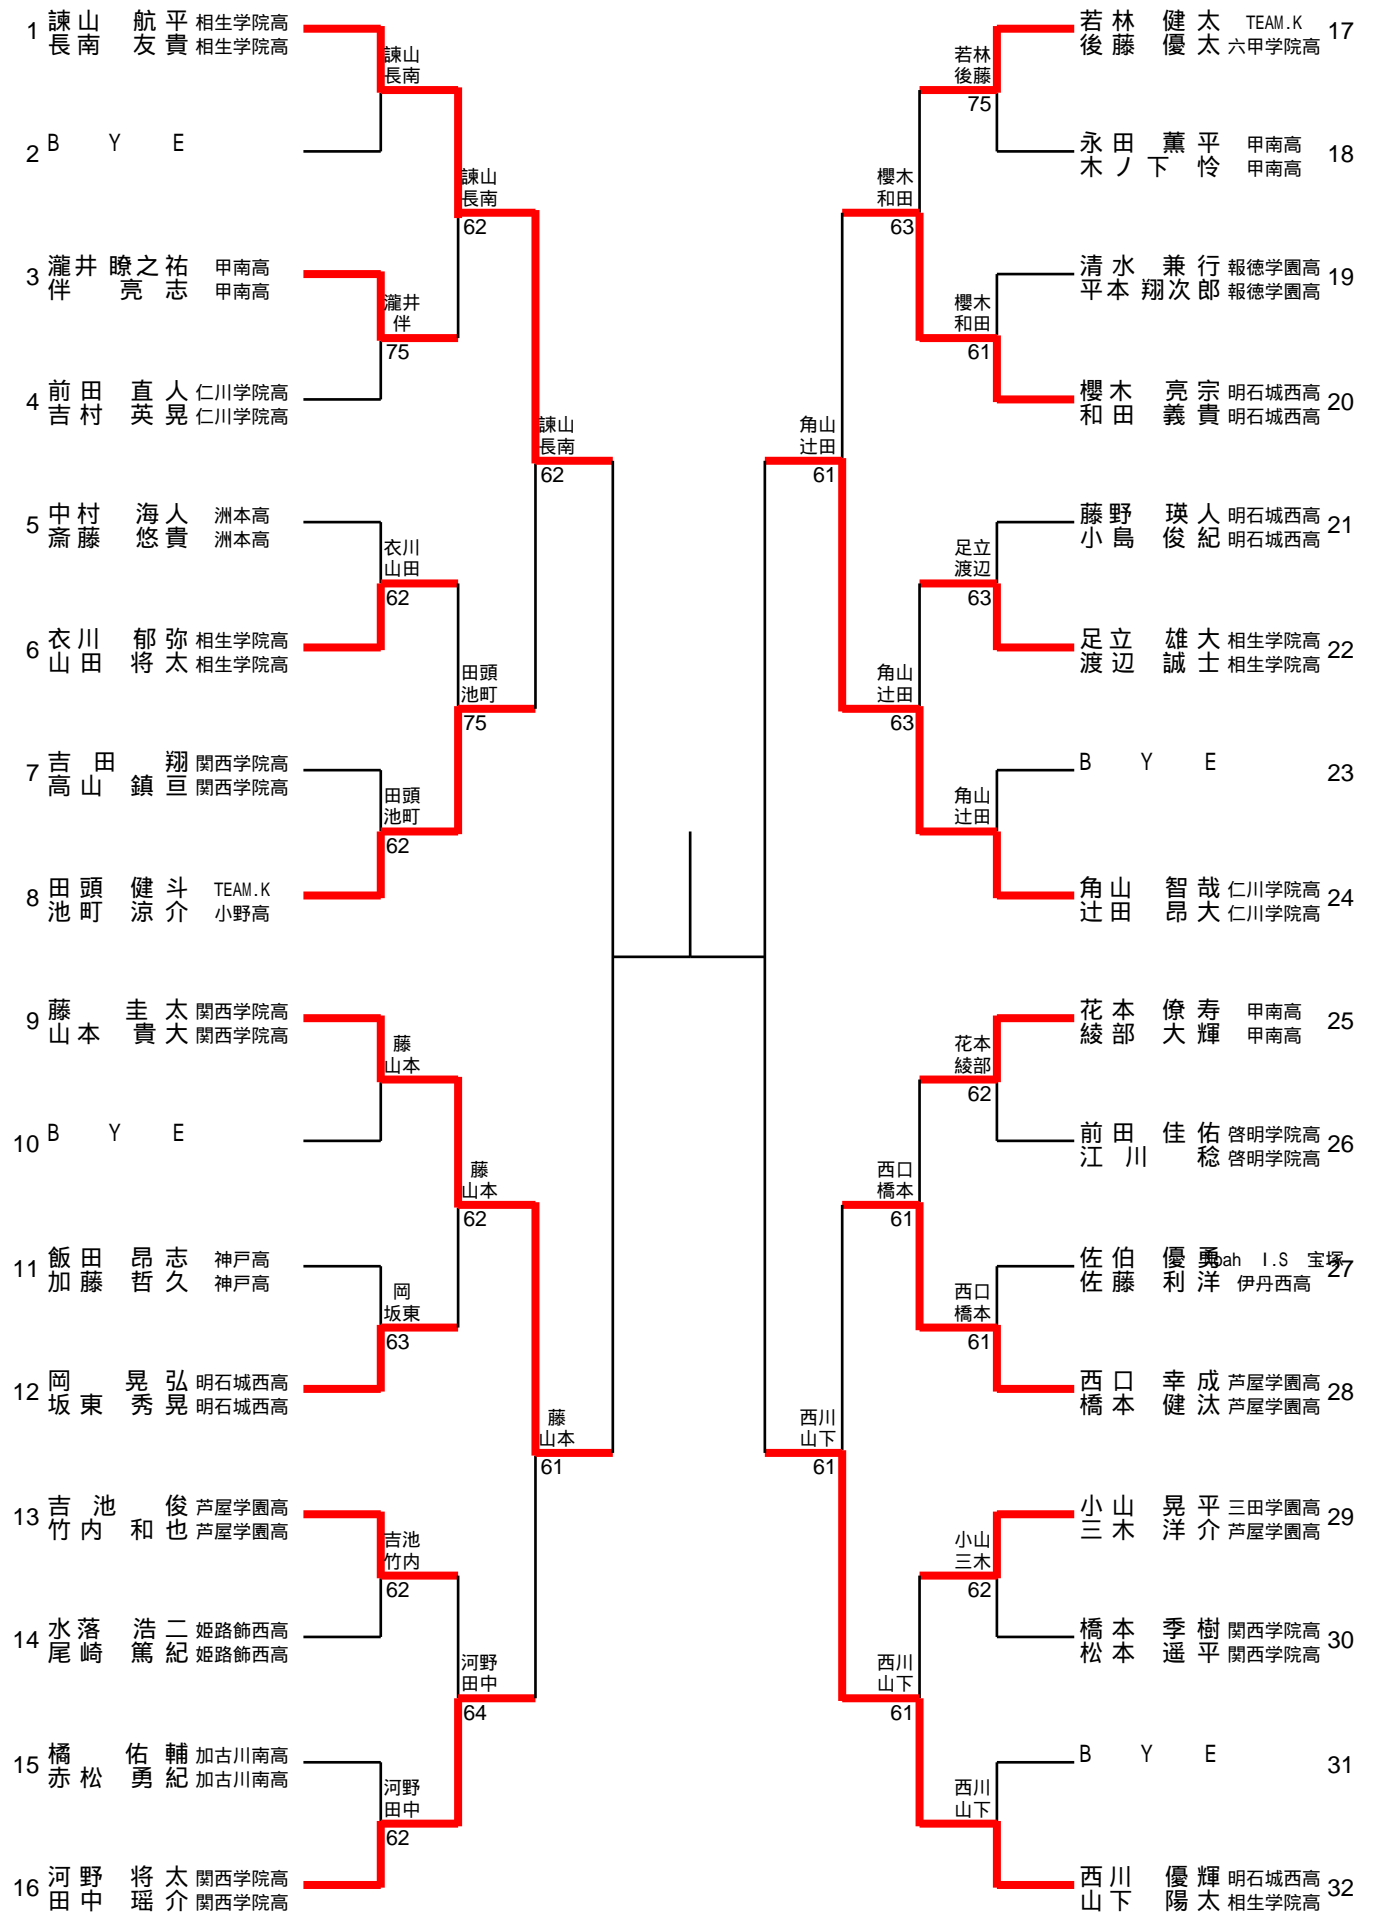 1 諫山 航平 相生学院高
長南 友貴 相生学院高
2 B Y E
3 瀧井 瞭之祐 甲南高
伴 亮志 甲南高
4 前田 直人 仁川学院高
吉村 英晃 仁川学院高
5 中村 海人 洲本高
斎藤 悠貴 洲本高
6 衣川 郁弥 相生学院高
山田 将太 相生学院高
7 吉田 翔 関西学院高
高山 鎮亘 関西学院高
8 田頭 健斗 TEAM.K
池町 涼介 小野高
9 藤 圭太 関西学院高
山本 貴大 関西学院高
10 B Y E
11 飯田 昂志 神戸高
加藤 哲久 神戸高
12 岡 晃弘 明石城西高
坂東 秀晃 明石城西高
13 吉池 俊 芦屋学園高
竹内 和也 芦屋学園高
14 水落 浩二 姫路飾西高
尾崎 篤紀 姫路飾西高
15 橘 佑輔 加古川南高
赤松 勇紀 加古川南高
16 河野 将太 関西学院高
田中 瑶介 関西学院高
諫山
長南
瀧井
伴
75
衣川
山田
62
田頭
池町
62
藤
山本
岡
坂東
63
吉池
竹内
62
河野
田中
62
諫山
長南
62
田頭
池町
75
藤
山本
62
河野
田中
64
諫山
長南
62
藤
山本
61
角山
辻田
61
西川
山下
61
櫻木
和田
63
角山
辻田
63
西口
橋本
61
西川
山下
61
若林
後藤
75
櫻木
和田
61
足立
渡辺
63
角山
辻田
花本
綾部
62
西口
橋本
61
小山
三木
62
西川
山下
若林 健太 TEAM.K 17
後藤 優太 六甲学院高
永田 薫平 甲南高 18
木ノ下 怜 甲南高
清水 兼行 報徳学園高 19
平本 翔次郎 報徳学園高
櫻木 亮宗 明石城西高 20
和田 義貴 明石城西高
藤野 瑛人 明石城西高 21
小島 俊紀 明石城西高
足立 雄大 相生学院高 22
渡辺 誠士 相生学院高
B Y E 23
角山 智哉 仁川学院高 24
辻田 昂大 仁川学院高
花本 僚寿 甲南高 25
綾部 大輝 甲南高
前田 佳佑 啓明学院高 26
江川 稔 啓明学院高
佐伯 優勇 I.S 宝塚 27
佐藤 利洋 伊丹西高
西口 幸成 芦屋学園高 28
橋本 健汰 芦屋学園高
小山 晃平 三田学園高 29
三木 洋介 芦屋学園高
橋本 季樹 関西学院高 30
松本 遥平 関西学院高
B Y E 31
西川 優輝 明石城西高 32
山下 陽太 相生学院高